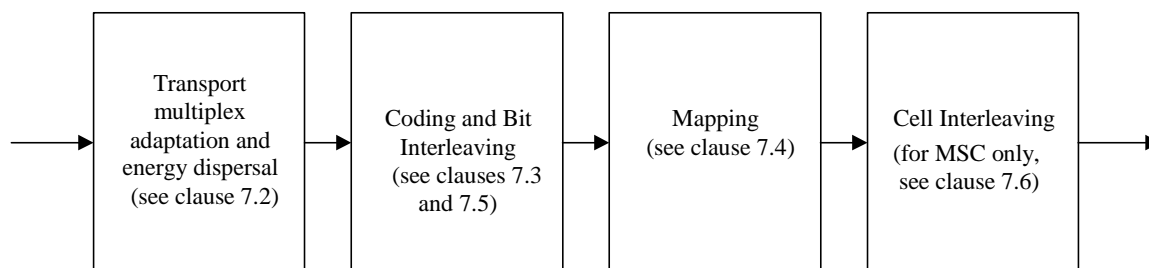 Transport
multiplex
adaptation and
energy dispersal
(see clause 7.2)
Coding and Bit
Interleaving
(see clauses 7.3
and 7.5)
Mapping
(see clause 7.4)
Cell Interleaving
(for MSC only,
see clause 7.6)